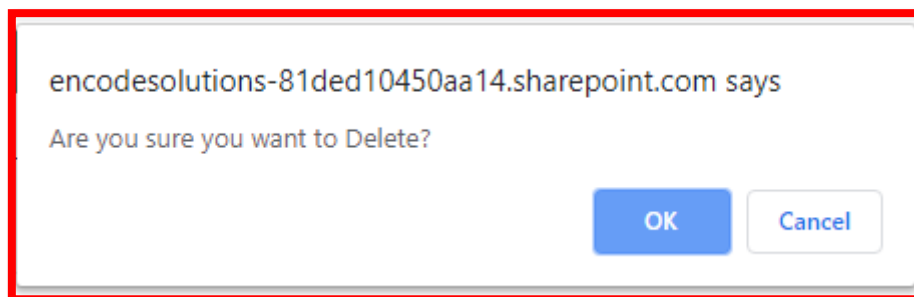 encodesolutions-81ded10450aa14.sharepoint.com says
Are you sure you want to Delete?
OK Cancel